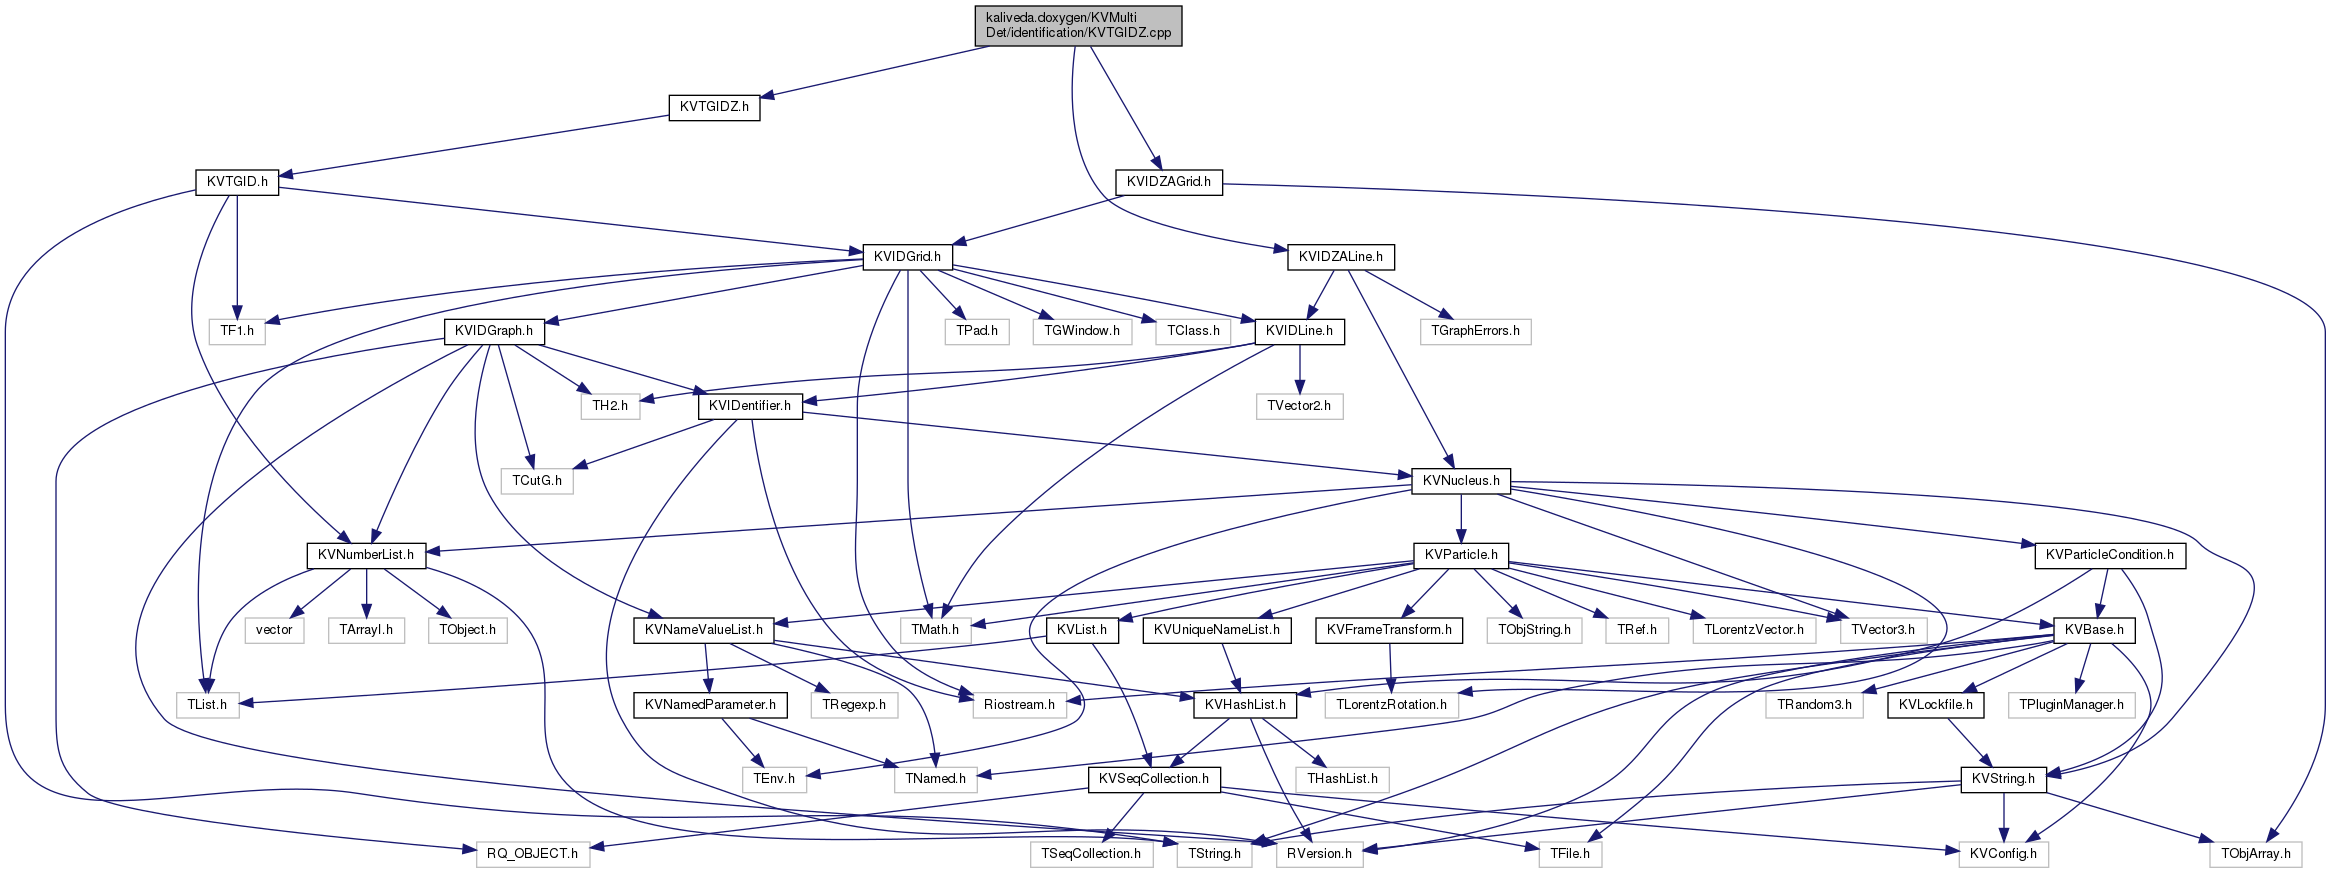 kaliveda.doxygen/KVMulti
Det/identification/KVTGIDZ.cpp
KVTGIDZ.h
KVTGID.h
KVIDZAGrid.h
KVIDGrid.h
KVIDZALine.h
TF1.h
KVIDGraph.h
TPad.h
TGWindow.h
TClass.h
KVIDLine.h
TGraphErrors.h
TH2.h
KVIDentifier.h
TVector2.h
TCutG.h
KVNucleus.h
KVNumberList.h
KVParticle.h
KVParticleCondition.h
vector
TArrayI.h
TObject.h
KVNameValueList.h
TMath.h
KVList.h
KVUniqueNameList.h
KVFrameTransform.h
TObjString.h
TRef.h
TLorentzVector.h
TVector3.h
KVBase.h
TList.h
KVNamedParameter.h
TRegexp.h
Riostream.h
KVHashList.h
TLorentzRotation.h
TRandom3.h
KVLockfile.h
TPluginManager.h
TEnv.h
TNamed.h
KVSeqCollection.h
THashList.h
KVString.h
RQ_OBJECT.h
TSeqCollection.h
TString.h
RVersion.h
TFile.h
KVConfig.h
TObjArray.h